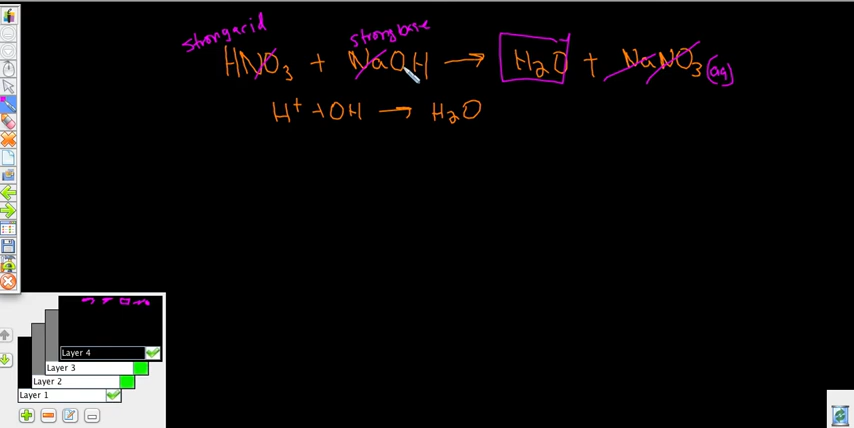 strong acid strong base
HNO3 + NaOH → H2O + NaNO3 (aq)
H+ + OH → H2O
Layer 4
Layer 3
Layer 2
Layer 1